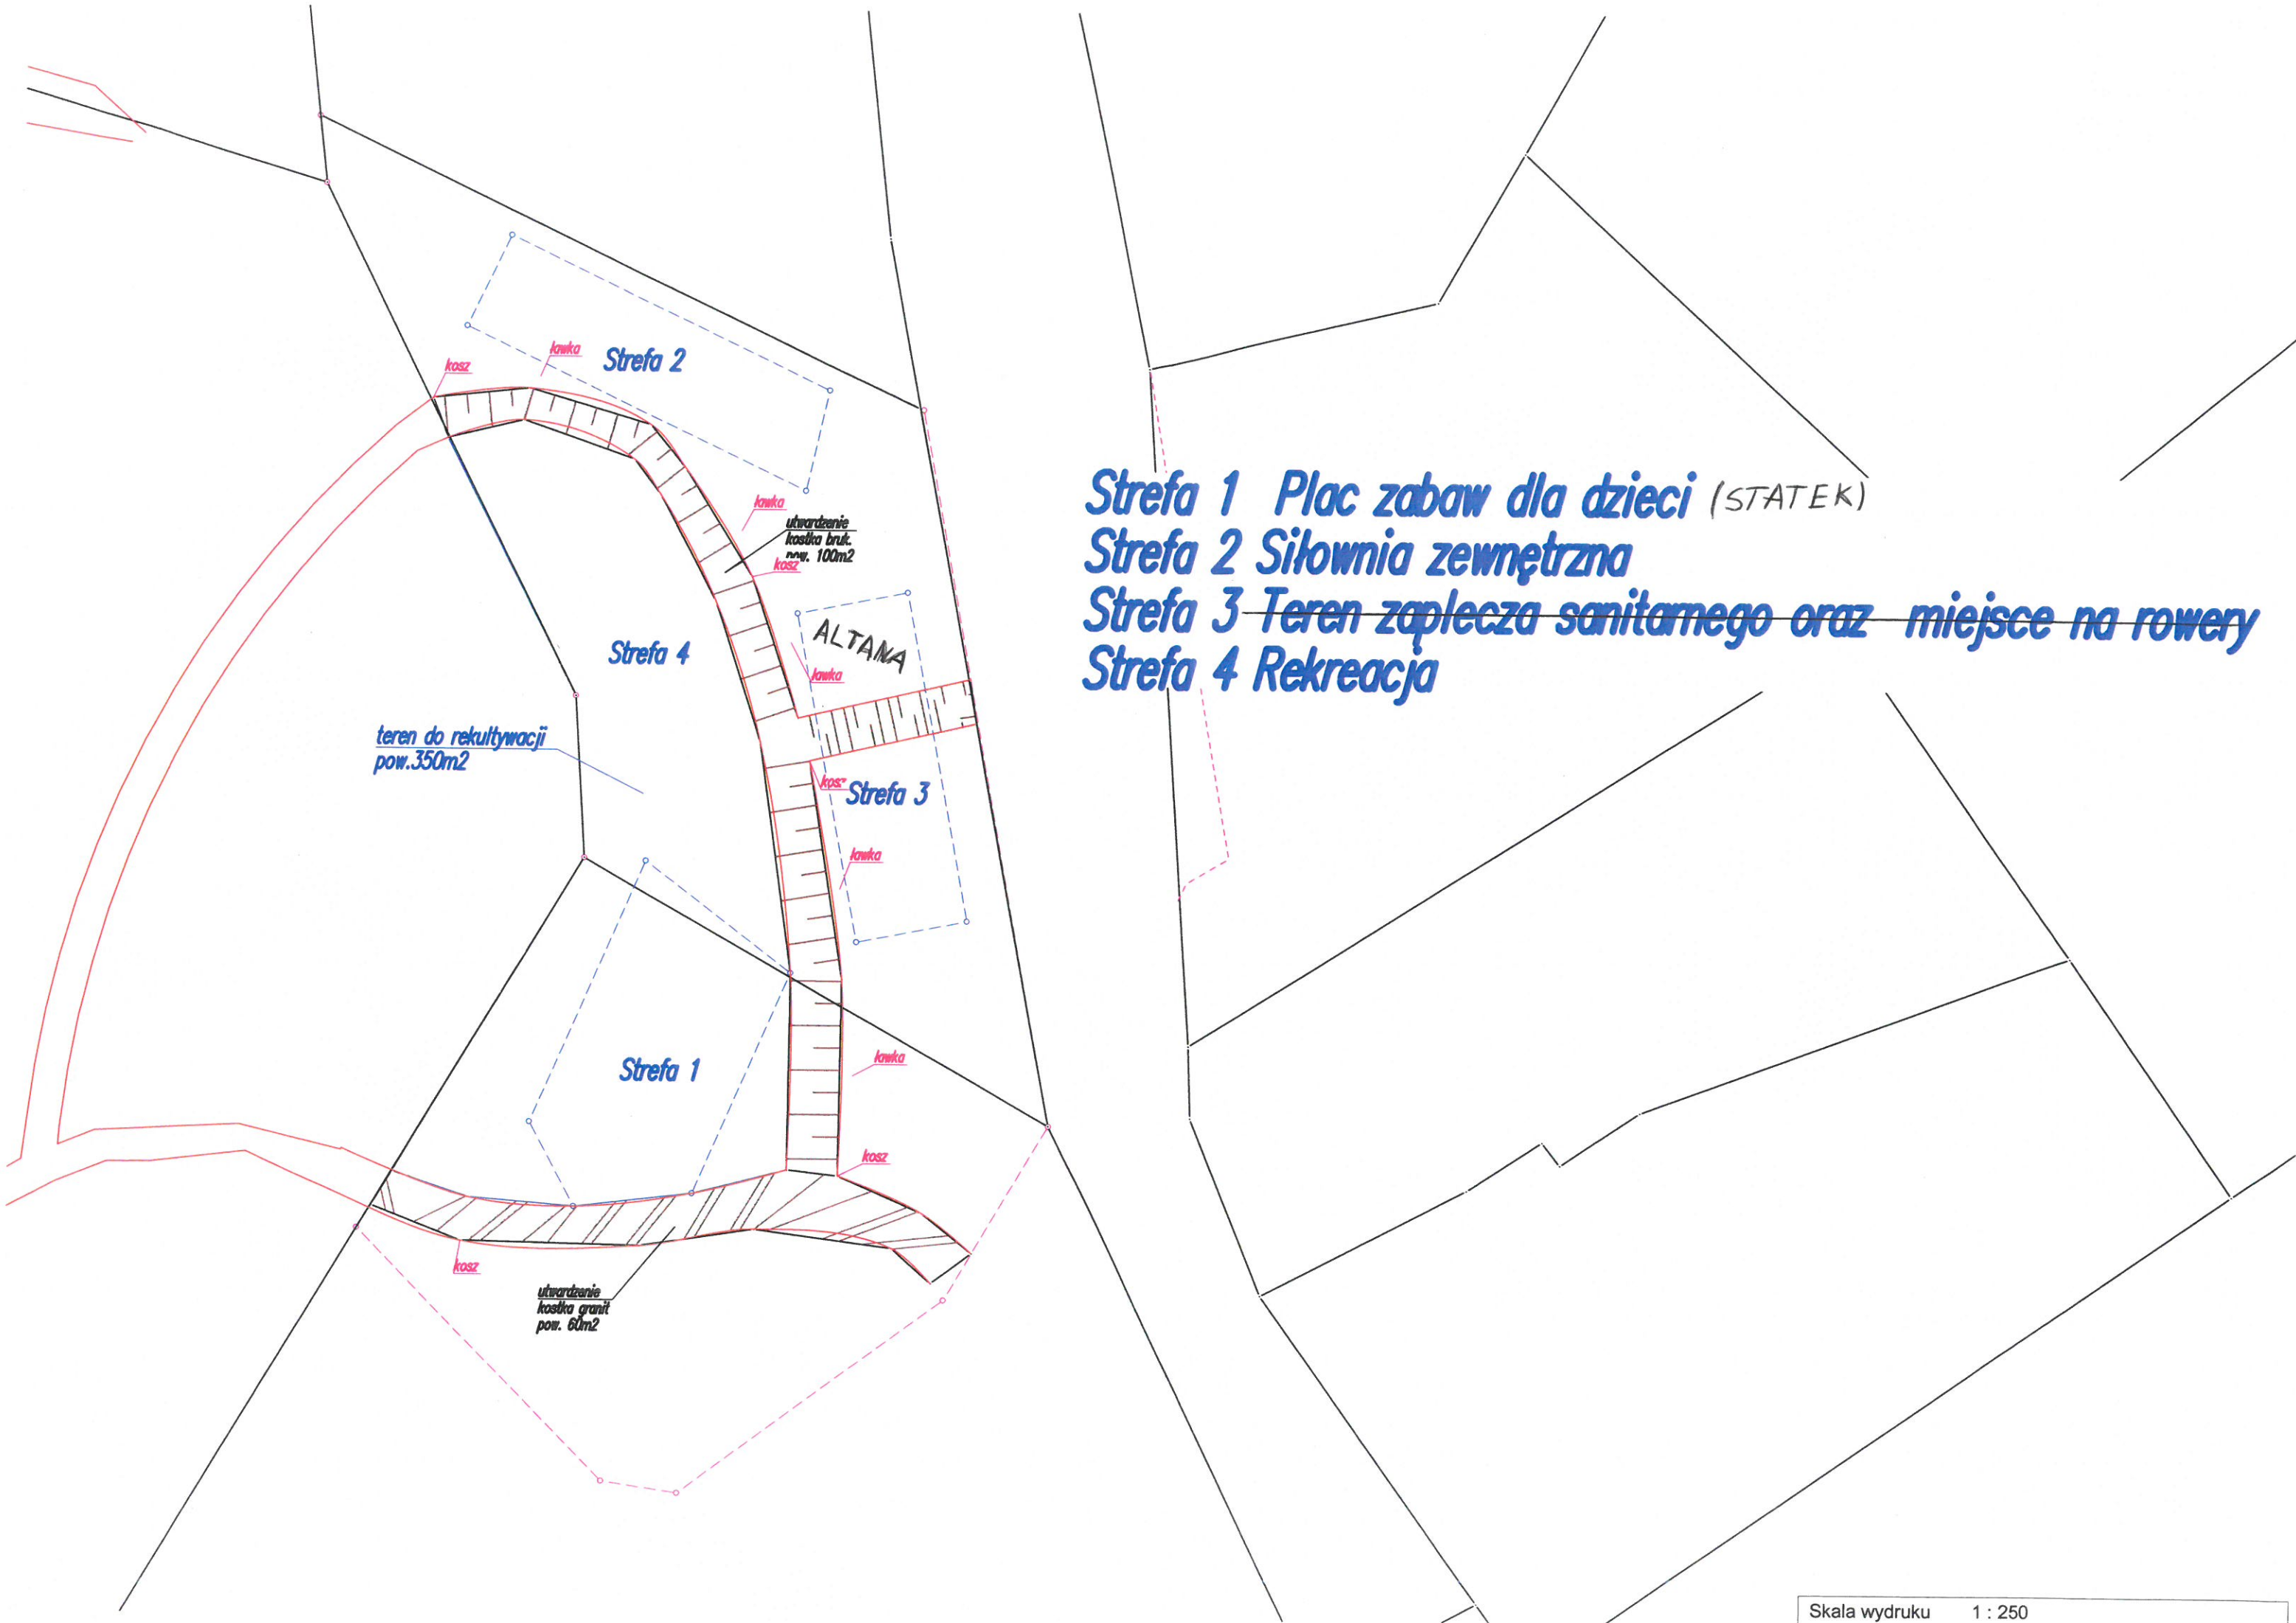 kosz
ławka
Strefa 2
ławka
utwardzenie
kostka bruk.
pow. 100m2
kosz
Strefa 1 Plac zabaw dla dzieci (STATEK)
Strefa 2 Siłownia zewnętrzna
Strefa 3 Teren zaplecza sanitarnego oraz miejsce na rowery
Strefa 4 Rekreacja
ALTANA
ławka
Strefa 4
teren do rekultywacji
pow.350m2
kosz
Strefa 3
ławka
Strefa 1
ławka
kosz
kosz
utwardzenie
kostka granit
pow. 60m2
Skala wydruku 1 : 250